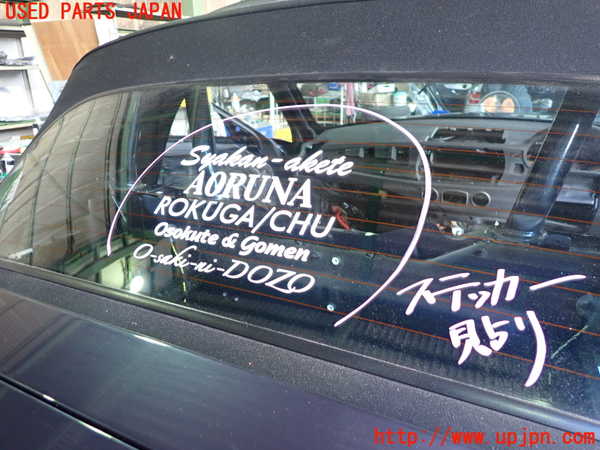 USED PARTS JAPAN
Syakan-akete
AORUNA
ROKUGA/CHU
Osokute & Gomen
O-saki-ni-DOZO
ステッカー
貼り
http://www.upjpn.com